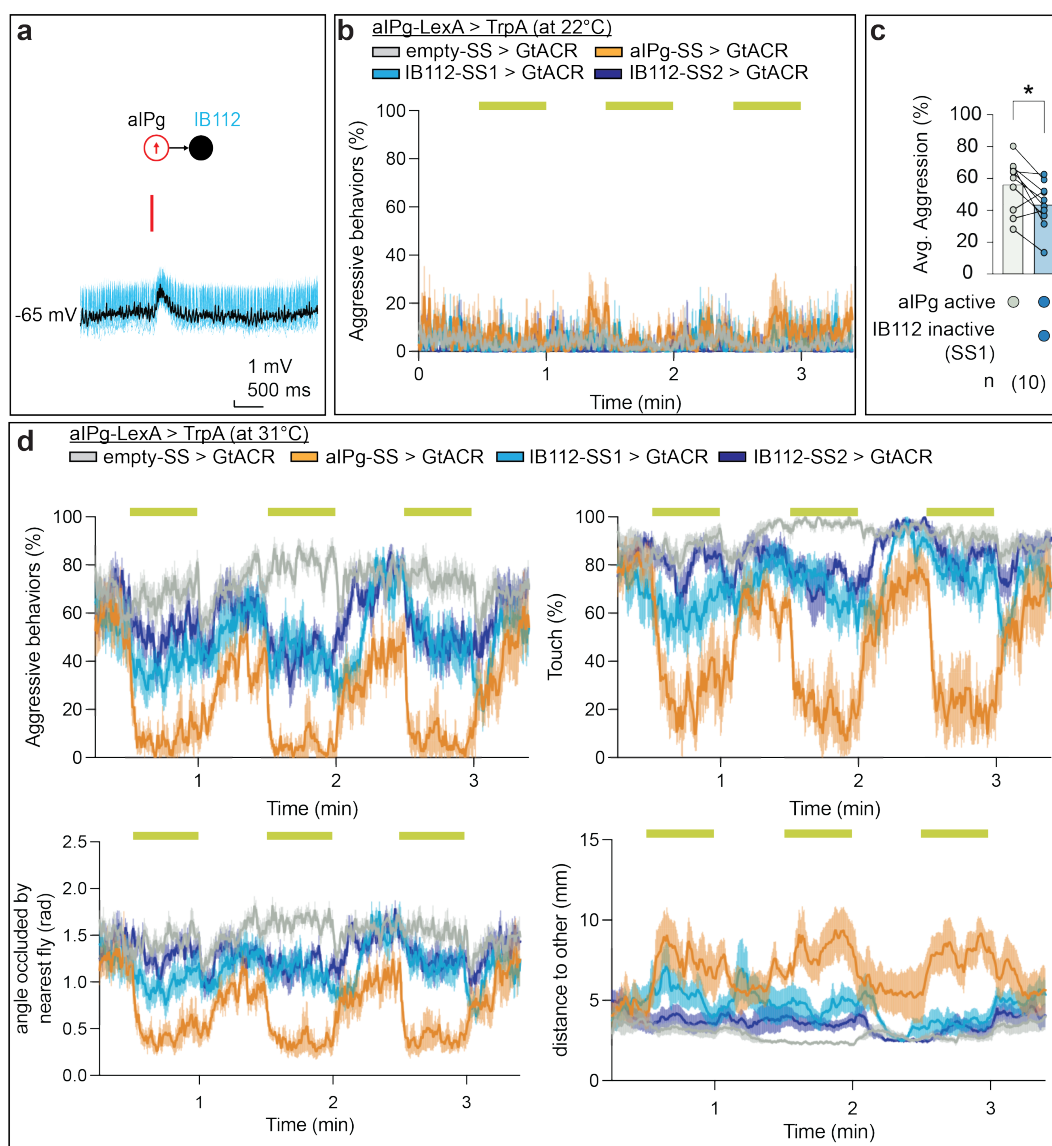 a
aIPg IB112
-65 mV
1 mV
500 ms
b
aIPg-LexA > TrpA (at 22°C)
empty-SS > GtACR aIPg-SS > GtACR
IB112-SS1 > GtACR IB112-SS2 > GtACR
Aggressive behaviors (%)
100
80
60
40
20
0
0 1 2 3
Time (min)
c
*
Avg. Aggression (%)
100
80
60
40
20
0
aIPg active
IB112 inactive
(SS1)
n (10)
d
aIPg-LexA > TrpA (at 31°C)
empty-SS > GtACR aIPg-SS > GtACR IB112-SS1 > GtACR IB112-SS2 > GtACR
Aggressive behaviors (%)
100
80
60
40
20
0
1 2 3
Time (min)
Touch (%)
100
80
60
40
20
0
1 2 3
Time (min)
angle occluded by
nearest fly (rad)
2.5
2.0
1.5
1.0
0.5
0.0
1 2 3
Time (min)
distance to other (mm)
15
10
5
0
1 2 3
Time (min)